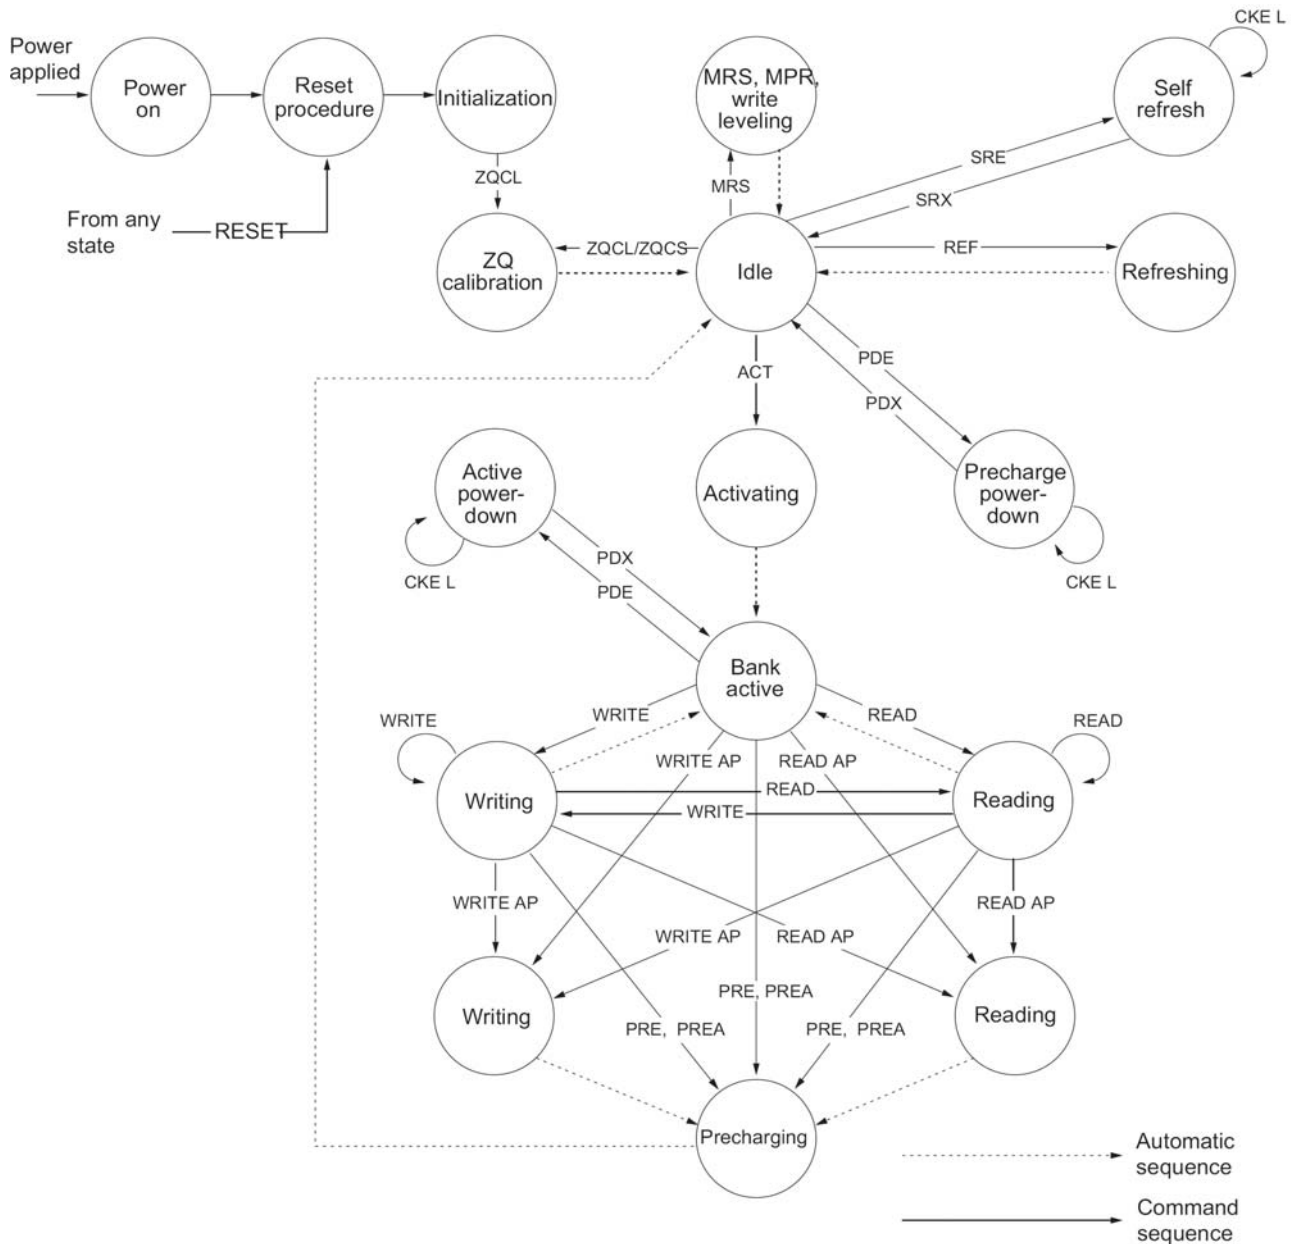 CKE L
Power
applied
Power
on
Reset
procedure
Initialization
MRS, MPR,
write
leveling
Self
refresh
ZQCL
MRS
SRE
SRX
From any
state
RESET
ZQ
calibration
ZQCL/ZQCS
Idle
REF
Refreshing
ACT
PDE
PDX
Active
power-
down
Activating
Precharge
power-
down
CKE L
PDX
PDE
CKE L
Bank
active
WRITE
WRITE
READ
READ
WRITE AP
READ AP
Writing
READ
WRITE
Reading
WRITE AP
READ AP
WRITE AP
READ AP
Writing
PRE, PREA
Reading
PRE, PREA
PRE, PREA
Precharging
Automatic
sequence
Command
sequence